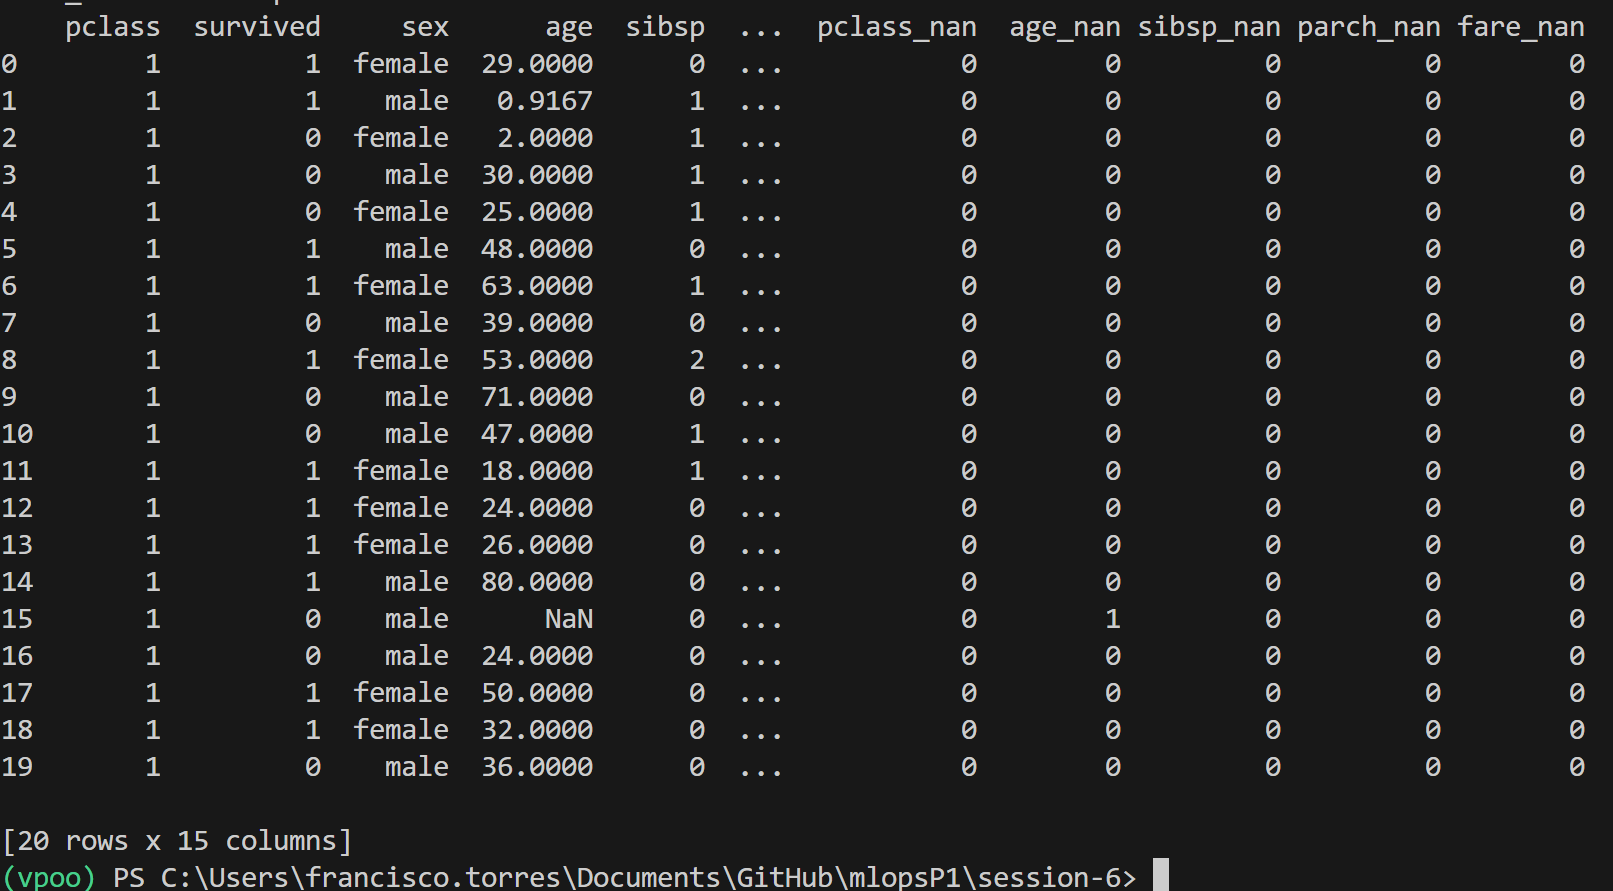 pclass survived sex age sibsp ... pclass_nan age_nan sibsp_nan parch_nan fare_nan
0 1 1 female 29.0000 0 ... 0 0 0 0 0
1 1 1 male 0.9167 1 ... 0 0 0 0 0
2 1 0 female 2.0000 1 ... 0 0 0 0 0
3 1 0 male 30.0000 1 ... 0 0 0 0 0
4 1 0 female 25.0000 1 ... 0 0 0 0 0
5 1 1 male 48.0000 0 ... 0 0 0 0 0
6 1 1 female 63.0000 1 ... 0 0 0 0 0
7 1 0 male 39.0000 0 ... 0 0 0 0 0
8 1 1 female 53.0000 2 ... 0 0 0 0 0
9 1 0 male 71.0000 0 ... 0 0 0 0 0
10 1 0 male 47.0000 1 ... 0 0 0 0 0
11 1 1 female 18.0000 1 ... 0 0 0 0 0
12 1 1 female 24.0000 0 ... 0 0 0 0 0
13 1 1 female 26.0000 0 ... 0 0 0 0 0
14 1 1 male 80.0000 0 ... 0 0 0 0 0
15 1 0 male NaN 0 ... 0 1 0 0 0
16 1 0 male 24.0000 0 ... 0 0 0 0 0
17 1 1 female 50.0000 0 ... 0 0 0 0 0
18 1 1 female 32.0000 0 ... 0 0 0 0 0
19 1 0 male 36.0000 0 ... 0 0 0 0 0
[20 rows x 15 columns]
(vpoo) PS C:\Users\francisco.torres\Documents\GitHub\mlopsP1\session-6>